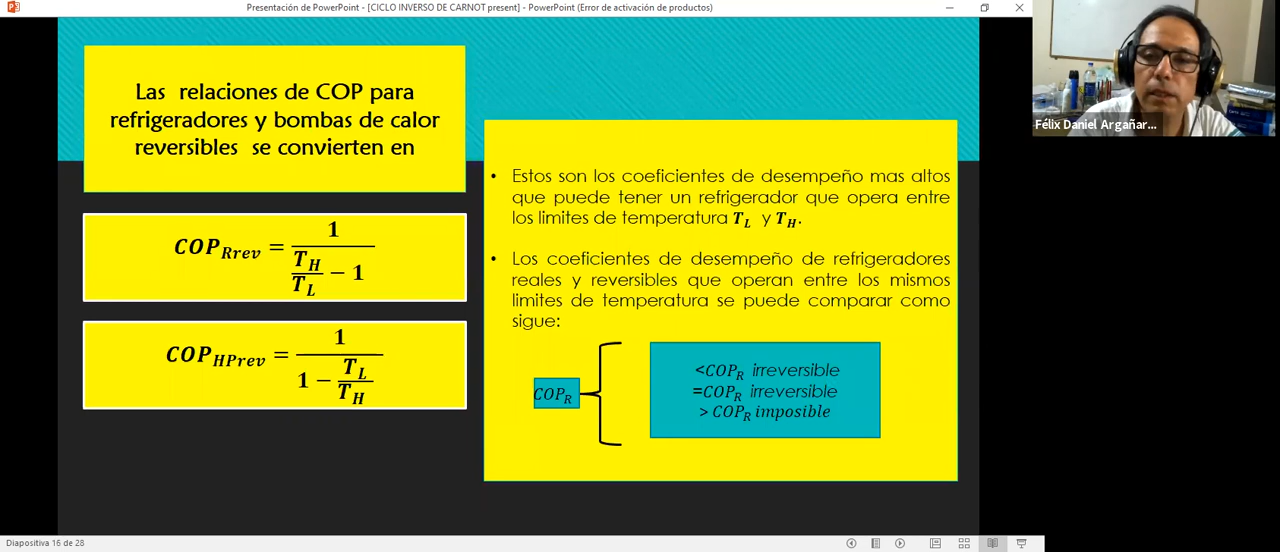 Presentación de PowerPoint - [CICLO INVERSO DE CARNOT present] - PowerPoint (Error de activación de productos)
Las relaciones de COP para
refrigeradores y bombas de calor
reversibles se convierten en
COP_Rrev = 1 / (T_H / T_L − 1)
COP_HPrev = 1 / (1 − T_L / T_H)
• Estos son los coeficientes de desempeño mas altos
que puede tener un refrigerador que opera entre
los limites de temperatura T_L y T_H.
• Los coeficientes de desempeño de refrigeradores
reales y reversibles que operan entre los mismos
limites de temperatura se puede comparar como
sigue:
COP_R
<COP_R irreversible
=COP_R irreversible
> COP_R imposible
Félix Daniel Argañar...
Diapositiva 16 de 28